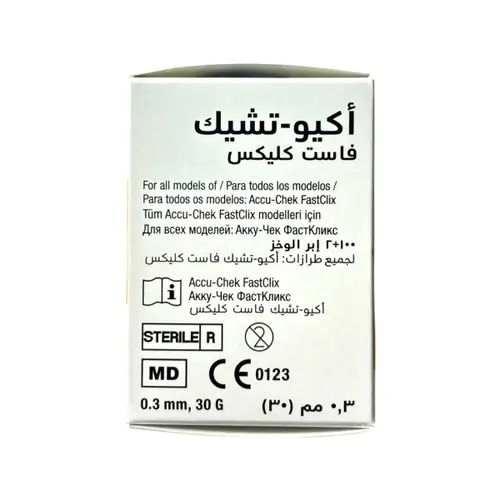 أكيو-تشيك
فاست كليكس
For all models of / Para todos los modelos /
Para todos os modelos: Accu-Chek FastClix
Tüm Accu-Chek FastClix modelleri için
Для всех моделей: Акку-Чек ФастКликс
١٠٠+٢ إبر الوخز
لجميع طرازات: أكيو-تشيك فاست كليكس
Accu-Chek FastClix
Акку-Чек ФастКликс
أكيو-تشيك فاست كليكس
STERILE R 2
MD CE 0123
0.3 mm, 30 G ٠,٣ مم (٣٠)